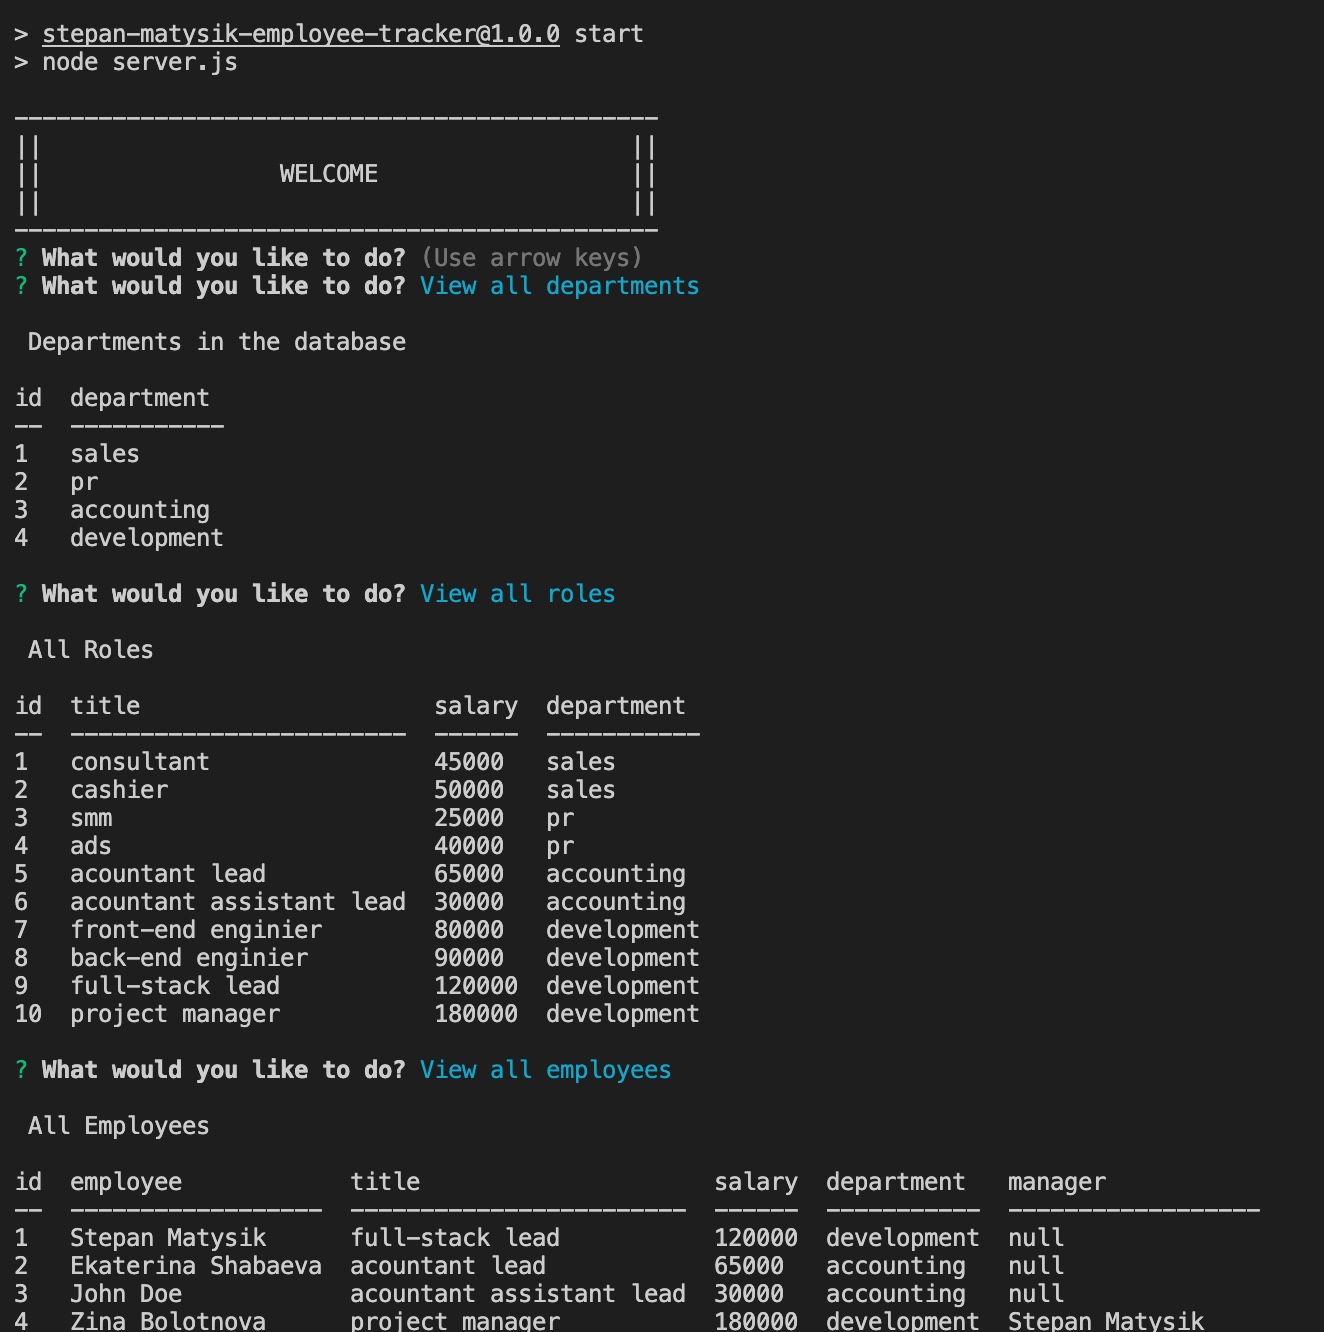 > stepan-matysik-employee-tracker@1.0.0 start
> node server.js
----------------------------------------------
||                                          ||
||                 WELCOME                  ||
||                                          ||
----------------------------------------------
? What would you like to do? (Use arrow keys)
? What would you like to do? View all departments
Departments in the database
id  department
--  -----------
1   sales
2   pr
3   accounting
4   development
? What would you like to do? View all roles
All Roles
id  title                     salary  department
--  ------------------------  ------  -----------
1   consultant                45000   sales
2   cashier                   50000   sales
3   smm                       25000   pr
4   ads                       40000   pr
5   acountant lead            65000   accounting
6   acountant assistant lead  30000   accounting
7   front-end enginier        80000   development
8   back-end enginier         90000   development
9   full-stack lead           120000  development
10  project manager           180000  development
? What would you like to do? View all employees
All Employees
id  employee            title                     salary  department   manager
--  ------------------  ------------------------  ------  -----------  ------------------
1   Stepan Matysik      full-stack lead           120000  development  null
2   Ekaterina Shabaeva  acountant lead            65000   accounting   null
3   John Doe            acountant assistant lead  30000   accounting   null
4   Zina Bolotnova      project manager           180000  development  Stepan Matysik